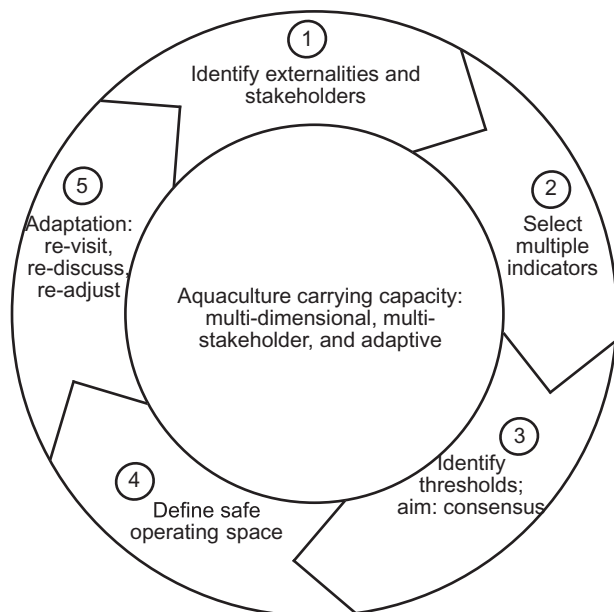 1
Identify externalities and
stakeholders
2
Select
multiple
indicators
3
Identify
thresholds;
aim: consensus
4
Define safe
operating space
5
Adaptation:
re-visit,
re-discuss,
re-adjust
Aquaculture carrying capacity:
multi-dimensional, multi-
stakeholder, and adaptive